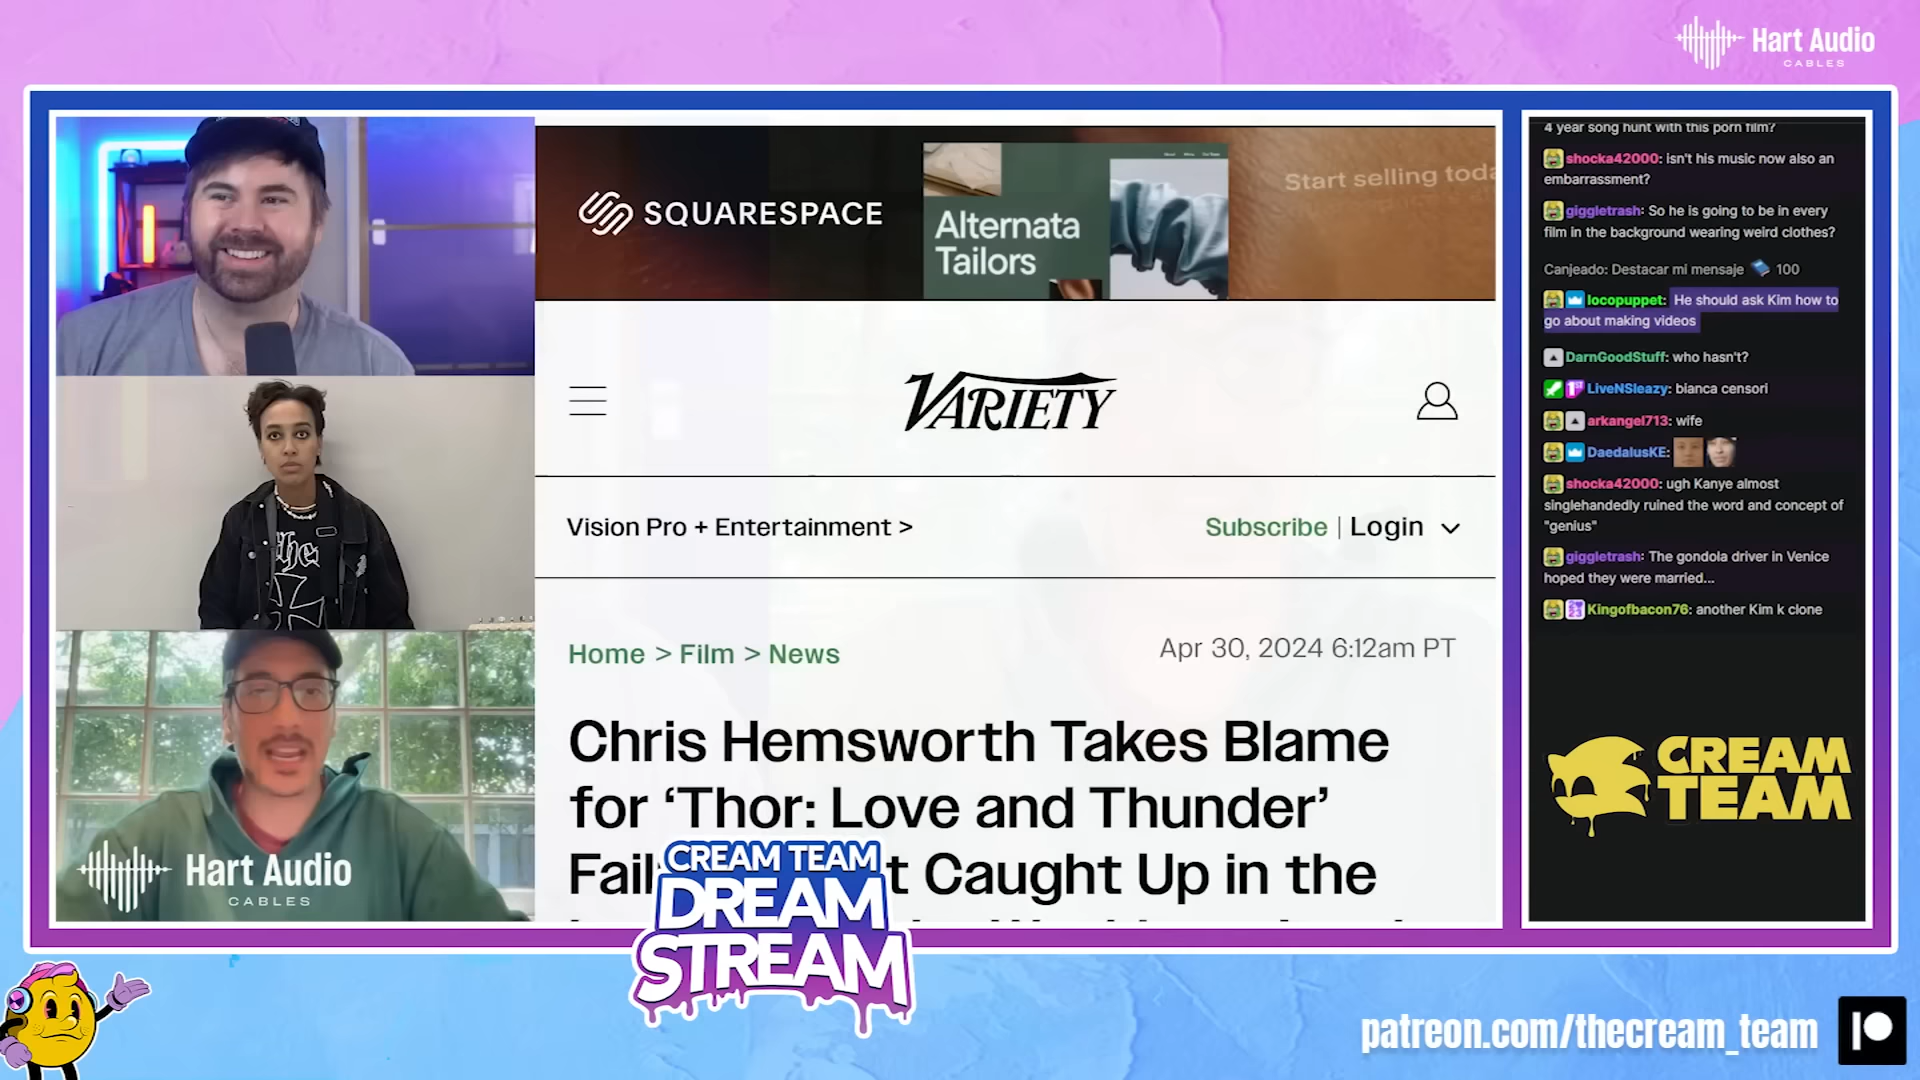 Hart Audio
CABLES
SQUARESPACE
Alternata
Tailors
Start selling toda
VARIETY
Vision Pro + Entertainment >
Subscribe | Login
Home > Film > News
Apr 30, 2024 6:12am PT
Chris Hemsworth Takes Blame
for ‘Thor: Love and Thunder’
Fail t Caught Up in the
Hart Audio
CABLES
CREAM TEAM
DREAM
STREAM
4 year song hunt with this porn film?
shocka42000: isn't his music now also an
embarrassment?
giggletrash: So he is going to be in every
film in the background wearing weird clothes?
Canjeado: Destacar mi mensaje 100
locopuppet: He should ask Kim how to
go about making videos
DarnGoodStuff: who hasn't?
LiveNSleazy: bianca censori
arkangel713: wife
DaedalusKE:
shocka42000: ugh Kanye almost
singlehandedly ruined the word and concept of
"genius"
giggletrash: The gondola driver in Venice
hoped they were married...
Kingofbacon76: another Kim k clone
CREAM
TEAM
patreon.com/thecream_team